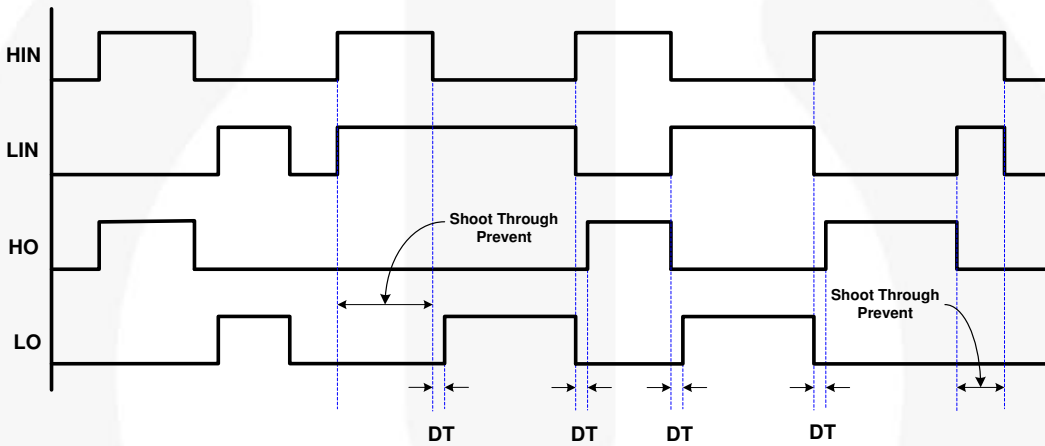 HIN
LIN
HO
LO
Shoot Through
Prevent
Shoot Through
Prevent
DT
DT
DT
DT